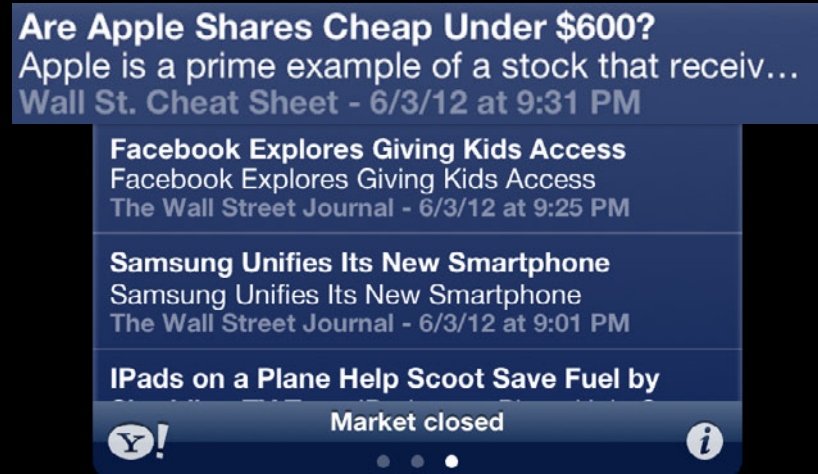 Are Apple Shares Cheap Under $600?
Apple is a prime example of a stock that receiv…
Wall St. Cheat Sheet - 6/3/12 at 9:31 PM
Facebook Explores Giving Kids Access
Facebook Explores Giving Kids Access
The Wall Street Journal - 6/3/12 at 9:25 PM
Samsung Unifies Its New Smartphone
Samsung Unifies Its New Smartphone
The Wall Street Journal - 6/3/12 at 9:01 PM
IPads on a Plane Help Scoot Save Fuel by
Market closed
Y! i